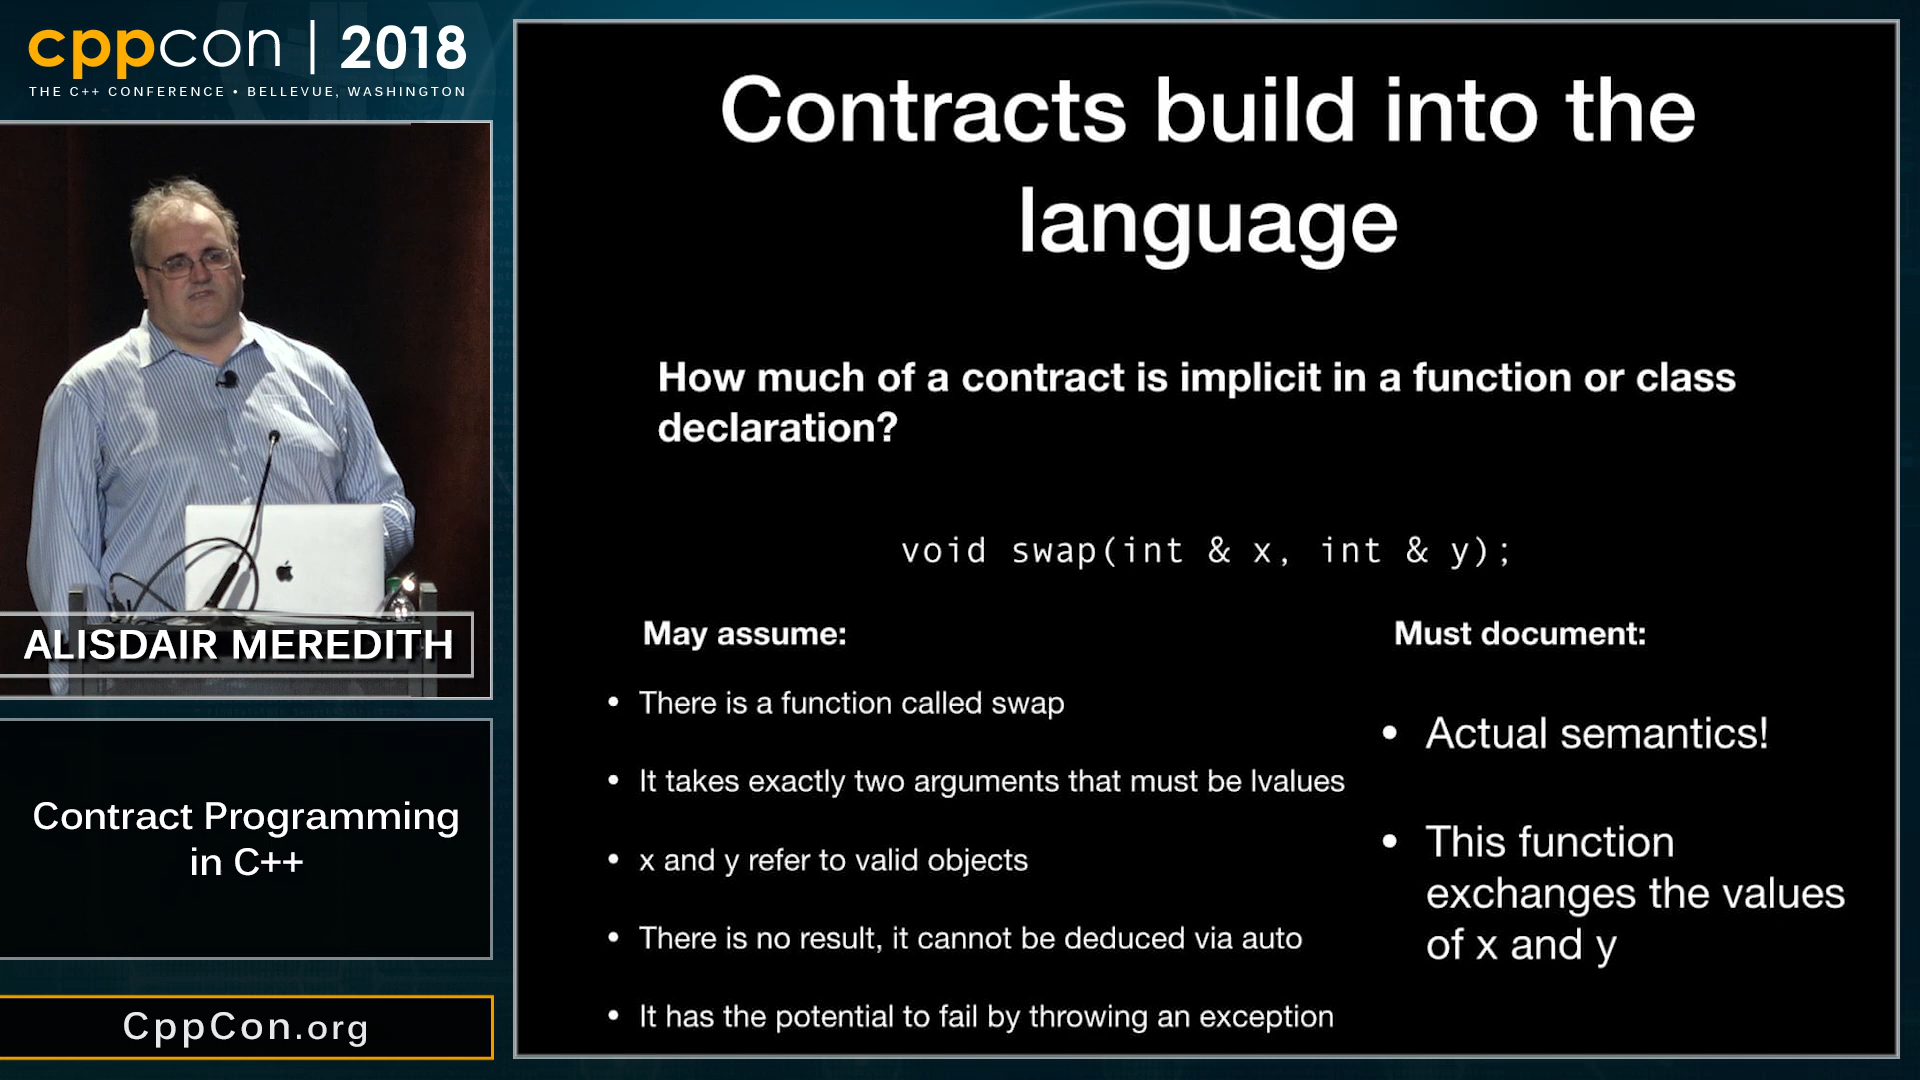 cppcon | 2018
THE C++ CONFERENCE • BELLEVUE, WASHINGTON
ALISDAIR MEREDITH
Contract Programming
in C++
CppCon.org
Contracts build into the
language
How much of a contract is implicit in a function or class
declaration?
void swap(int & x, int & y);
May assume:
• There is a function called swap
• It takes exactly two arguments that must be lvalues
• x and y refer to valid objects
• There is no result, it cannot be deduced via auto
• It has the potential to fail by throwing an exception
Must document:
• Actual semantics!
• This function
exchanges the values
of x and y